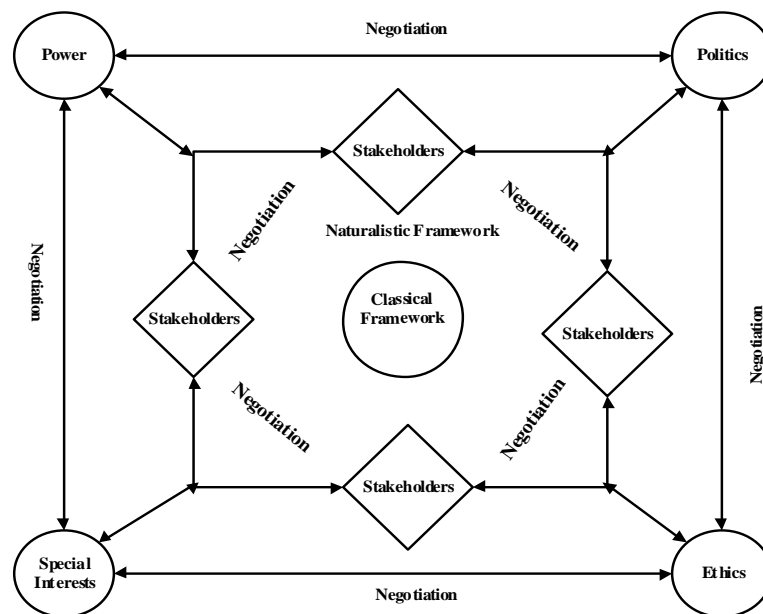 Negotiation
Power
Politics
Stakeholders
Negotiation
Negotiation
Naturalistic Framework
Negotiation
Classical
Framework
Stakeholders
Stakeholders
Negotiation
Negotiation
Negotiation
Stakeholders
Special
Interests
Ethics
Negotiation